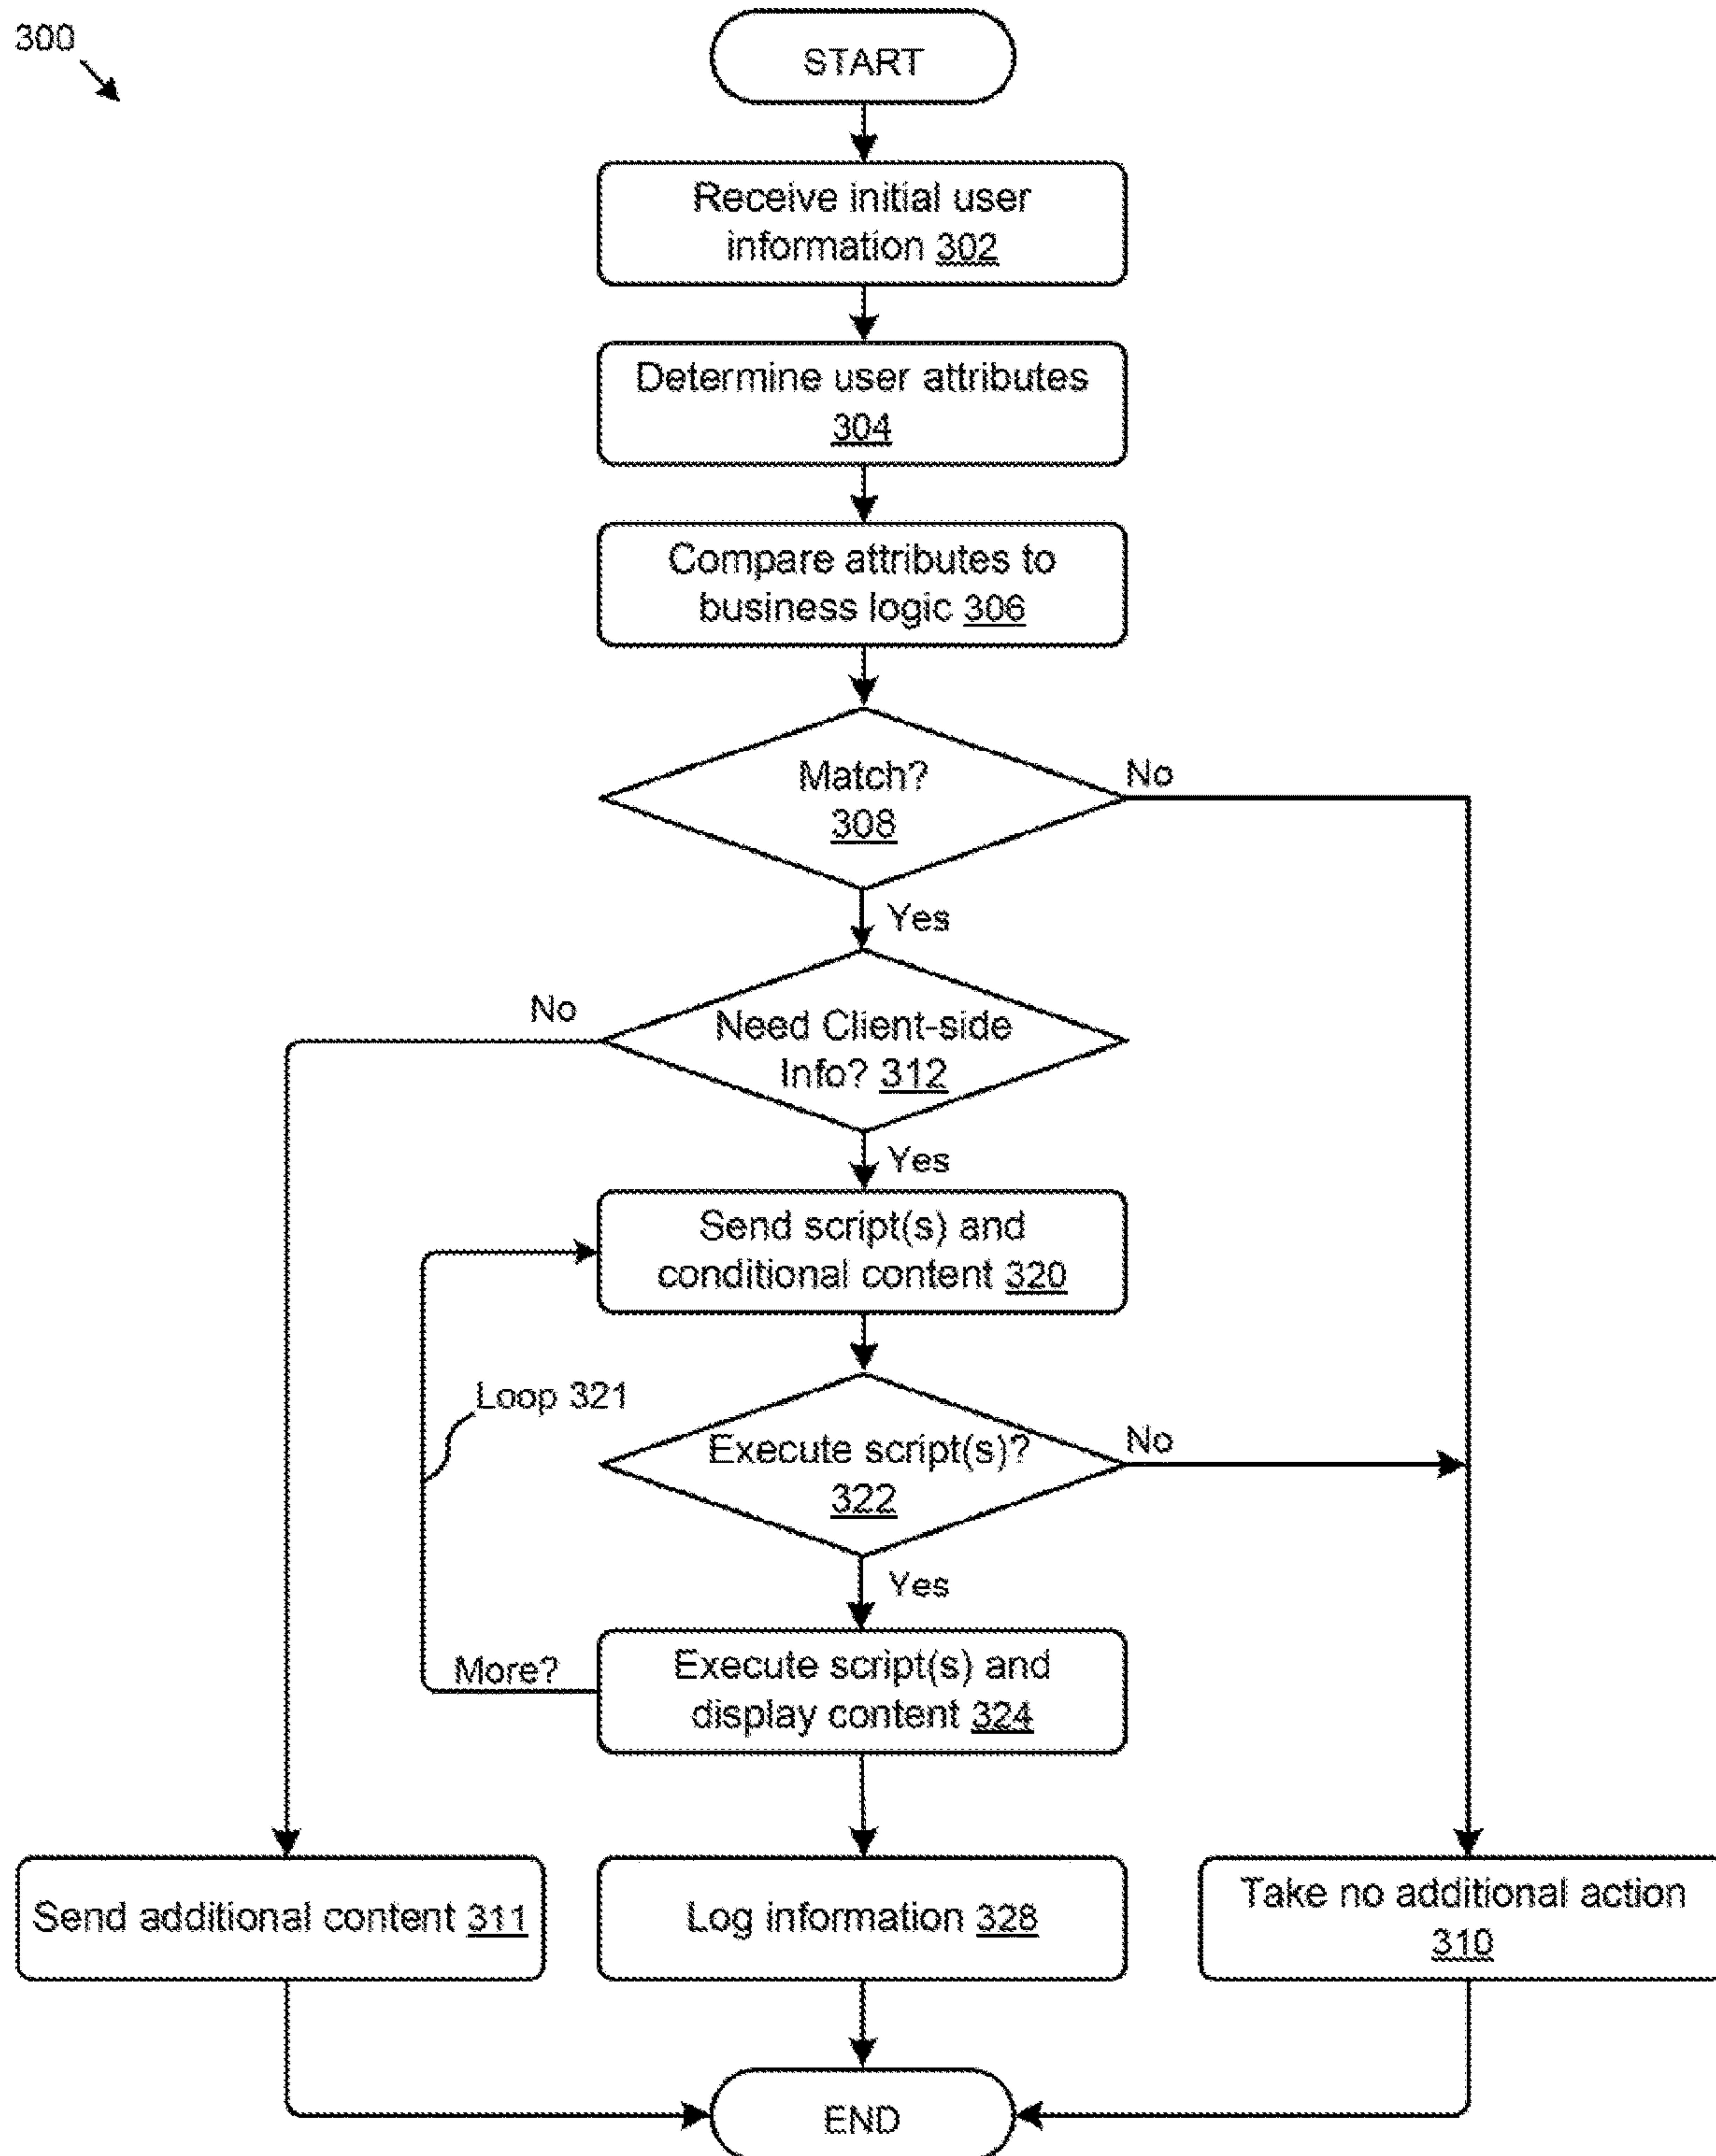 300
START
Receive initial user
information 302
Determine user attributes
304
Compare attributes to
business logic 306
Match?
308
No
Yes
No
Need Client-side
Info? 312
Yes
Send script(s) and
conditional content 320
Loop 321
Execute script(s)?
322
No
Yes
More?
Execute script(s) and
display content 324
Send additional content 311
Log information 328
Take no additional action
310
END